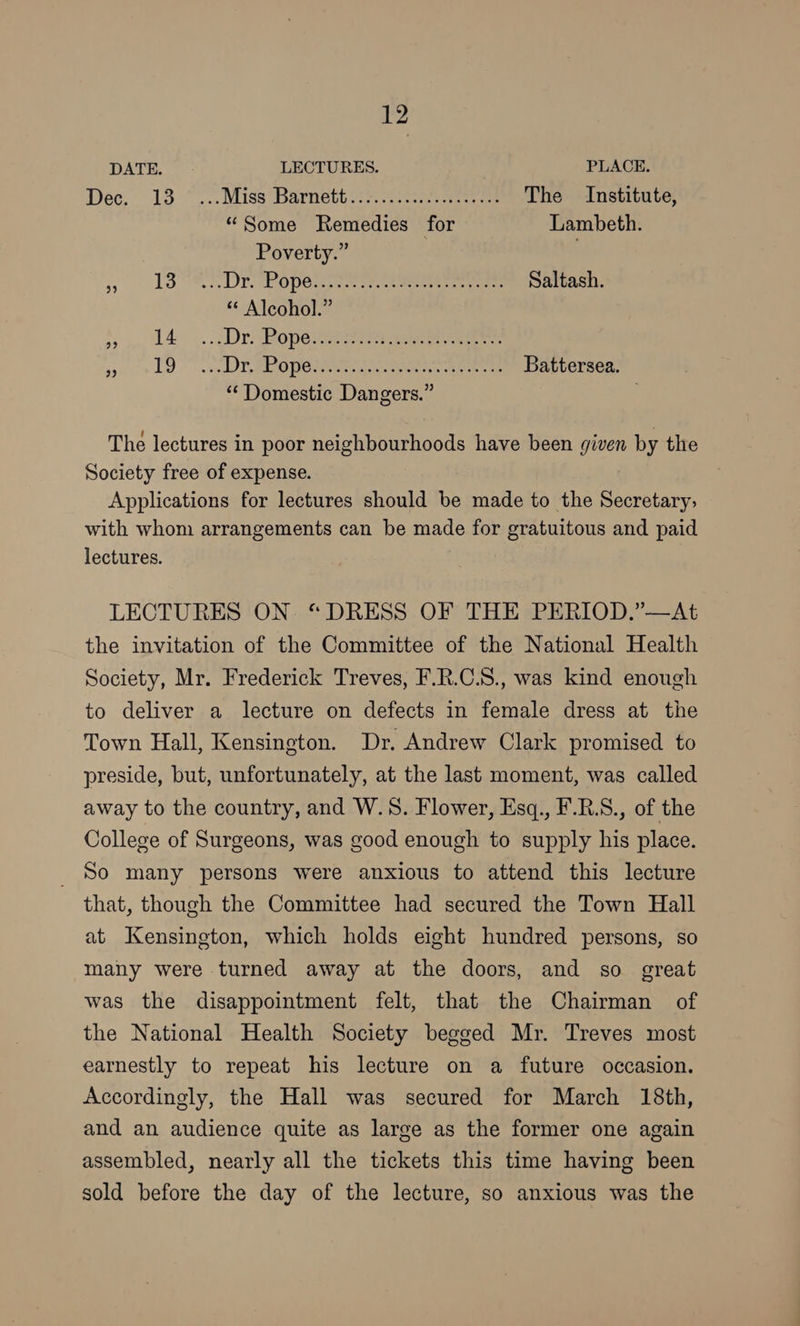 12
DATE. LECTURES. PLACE.
Dec. 13 ...Miss Barnett........................ The Institute,
“Some Remedies for Lambeth.
Poverty.”
„ 13 ...Dr. Pope.............................. Saltash.
“Alcohol.”
„ 14 ...Dr. Pope..............................
„ 19 ...Dr. Pope.............................. Battersea.
“Domestic Dangers.”
The lectures in poor neighbourhoods have been given by the
Society free of expense.
Applications for lectures should be made to the Secretary,
with whom arrangements can be made for gratuitous and paid
lectures.
LECTURES ON “DRESS OF THE PERIOD.”—At
the invitation of the Committee of the National Health
Society, Mr. Frederick Treves, F.R.C.S., was kind enough
to deliver a lecture on defects in female dress at the
Town Hall, Kensington. Dr. Andrew Clark promised to
preside, but, unfortunately, at the last moment, was called
away to the country, and W. S. Flower, Esq., F.R.S., of the
College of Surgeons, was good enough to supply his place.
So many persons were anxious to attend this lecture
that, though the Committee had secured the Town Hall
at Kensington, which holds eight hundred persons, so
many were turned away at the doors, and so great
was the disappointment felt, that the Chairman of
the National Health Society begged Mr. Treves most
earnestly to repeat his lecture on a future occasion.
Accordingly, the Hall was secured for March 18th,
and an audience quite as large as the former one again
assembled, nearly all the tickets this time having been
sold before the day of the lecture, so anxious was the